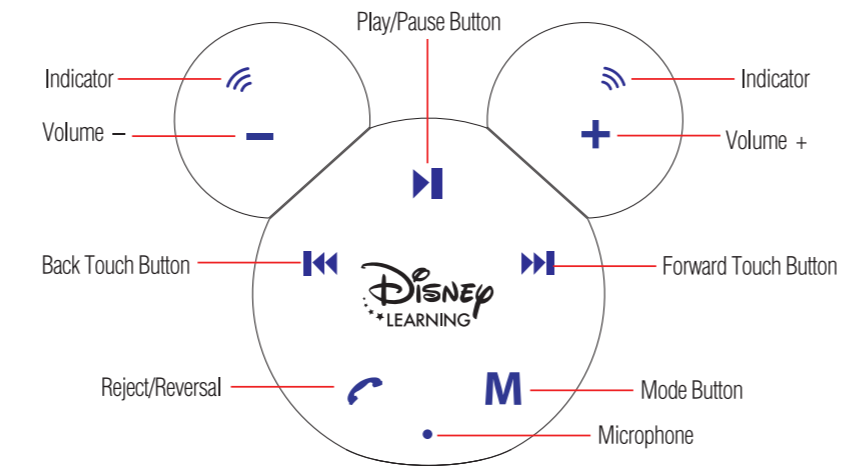 Play/Pause Button
Indicator
Indicator
Volume –
Volume +
Back Touch Button
Forward Touch Button
Disney
LEARNING
Reject/Reversal
M
Mode Button
Microphone